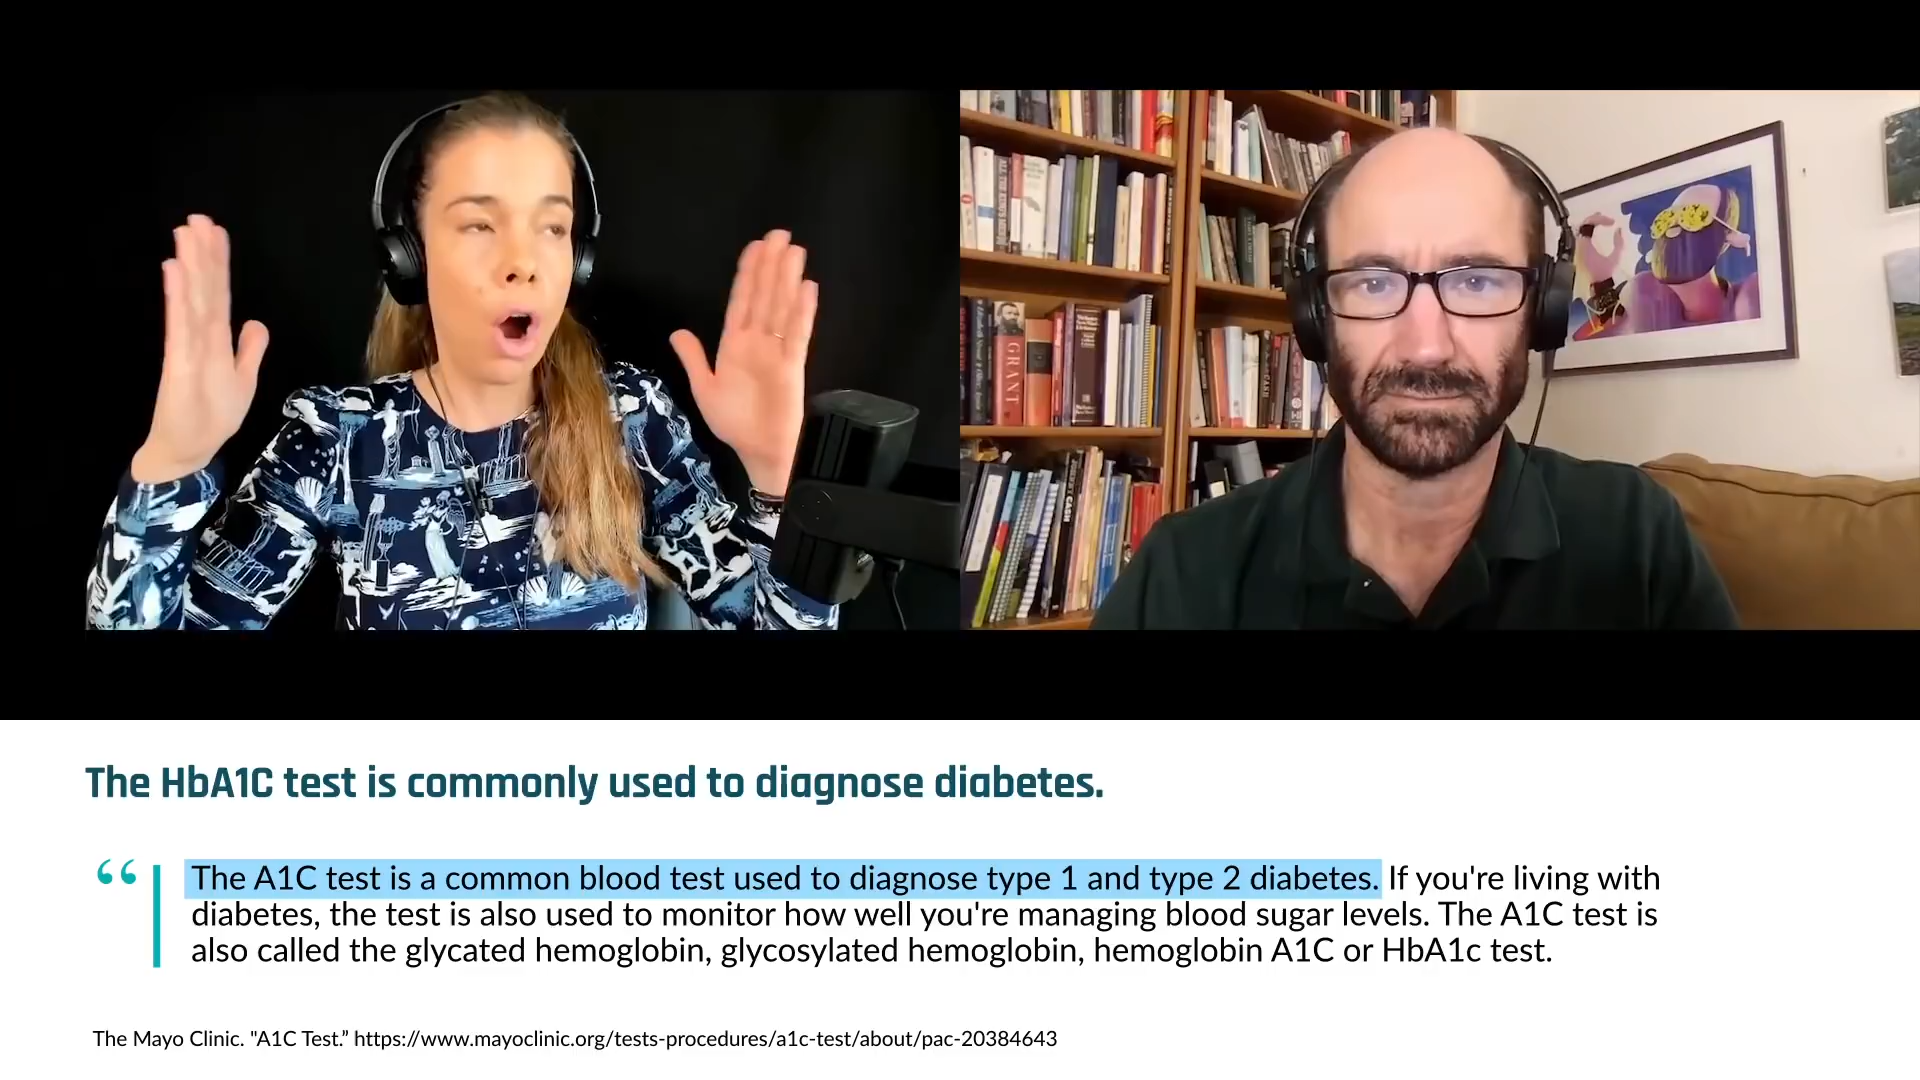 GRANT
CASH
The HbA1C test is commonly used to diagnose diabetes.
“ The A1C test is a common blood test used to diagnose type 1 and type 2 diabetes. If you're living with
diabetes, the test is also used to monitor how well you're managing blood sugar levels. The A1C test is
also called the glycated hemoglobin, glycosylated hemoglobin, hemoglobin A1C or HbA1c test.
The Mayo Clinic. "A1C Test.” https://www.mayoclinic.org/tests-procedures/a1c-test/about/pac-20384643